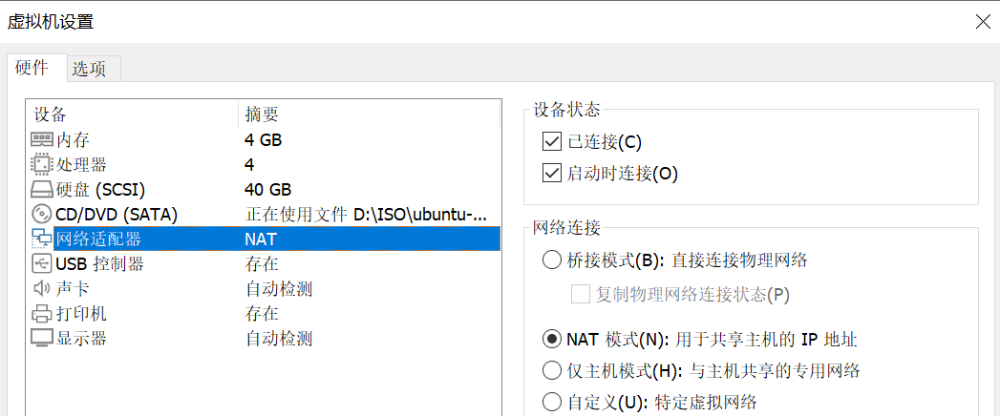 虚拟机设置
硬件 选项
设备 摘要
内存 4 GB
处理器 4
硬盘 (SCSI) 40 GB
CD/DVD (SATA) 正在使用文件 D:\ISO\ubuntu-...
网络适配器 NAT
USB 控制器 存在
声卡 自动检测
打印机 存在
显示器 自动检测
设备状态
已连接(C)
启动时连接(O)
网络连接
桥接模式(B): 直接连接物理网络
复制物理网络连接状态(P)
NAT 模式(N): 用于共享主机的 IP 地址
仅主机模式(H): 与主机共享的专用网络
自定义(U): 特定虚拟网络